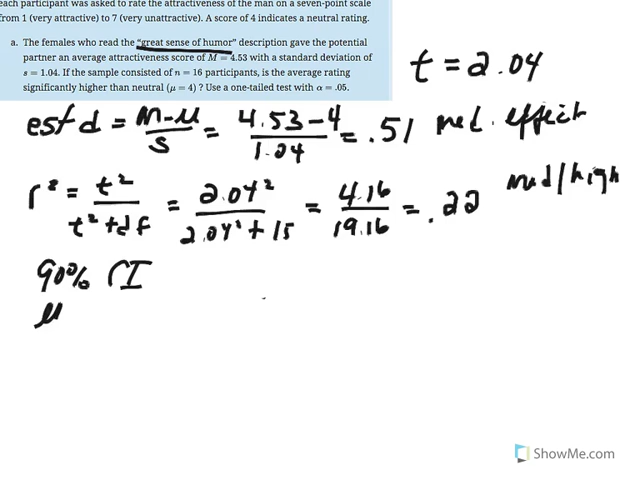 each participant was asked to rate the attractiveness of the man on a seven-point scale
from 1 (very attractive) to 7 (very unattractive). A score of 4 indicates a neutral rating.
a. The females who read the “great sense of humor” description gave the potential
partner an average attractiveness score of M = 4.53 with a standard deviation of
s = 1.04. If the sample consisted of n = 16 participants, is the average rating
significantly higher than neutral (μ = 4) ? Use a one-tailed test with α = .05.
t = 2.04
est d = M-μ/s = 4.53-4/1.04 = .51 med. effect
r² = t²/t²+df = 2.04²/2.04²+15 = 4.16/19.16 = .22 med/high
90% CI
μ
ShowMe.com